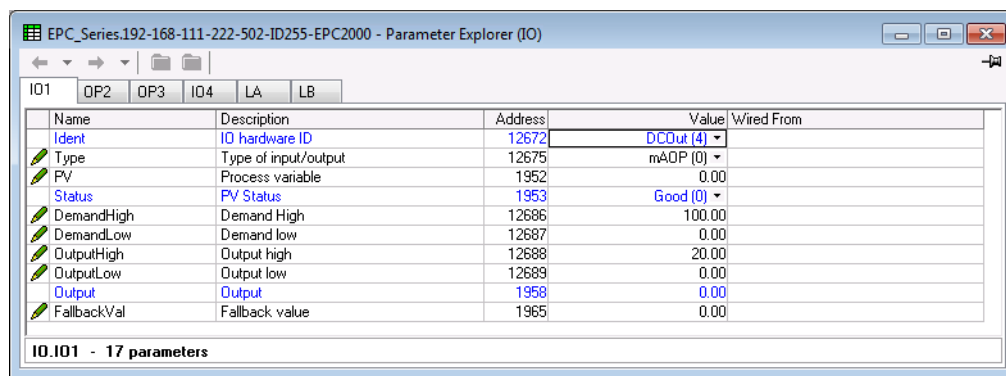 EPC_Series.192-168-111-222-502-ID255-EPC2000 - Parameter Explorer (IO)
IO1 OP2 OP3 IO4 LA LB
Name Description Address Value Wired From
Ident IO hardware ID 12672 DCOut (4)
Type Type of input/output 12675 mAOP (0)
PV Process variable 1952 0.00
Status PV Status 1953 Good (0)
DemandHigh Demand High 12686 100.00
DemandLow Demand low 12687 0.00
OutputHigh Output high 12688 20.00
OutputLow Output low 12689 0.00
Output Output 1958 0.00
FallbackVal Fallback value 1965 0.00
IO.IO1 - 17 parameters